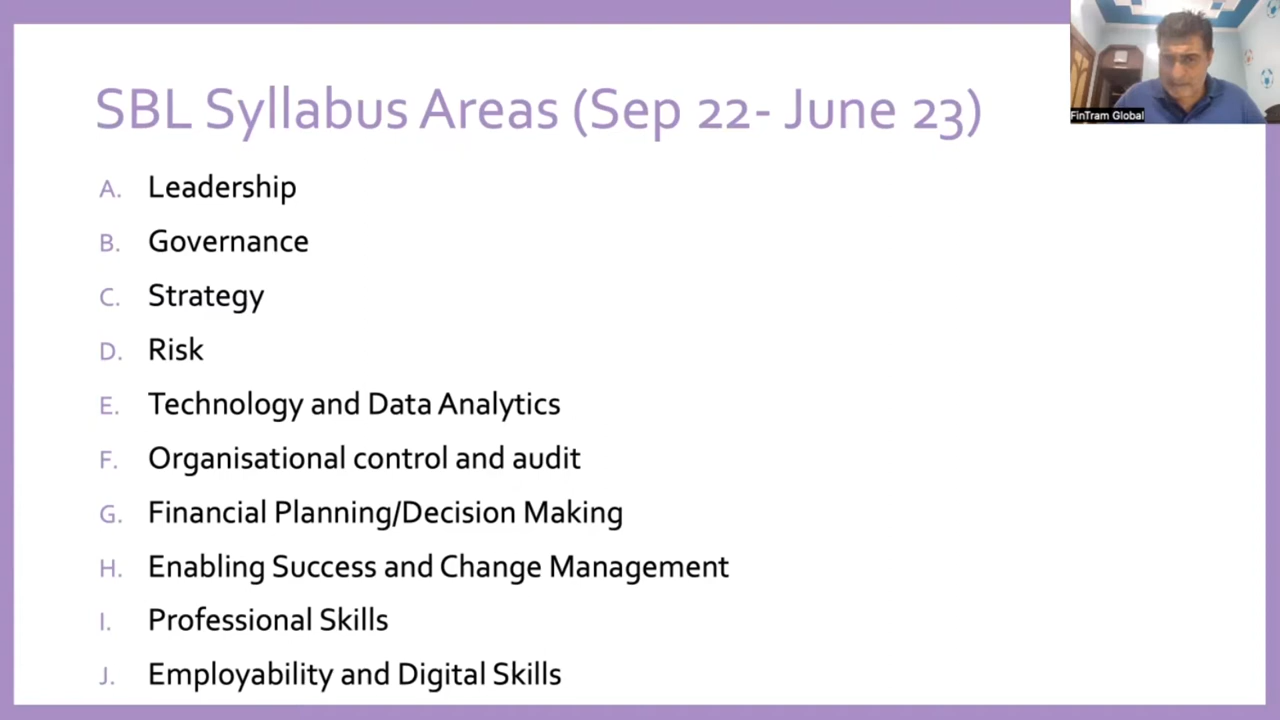 SBL Syllabus Areas (Sep 22- June 23)
FinTram Global
A. Leadership
B. Governance
C. Strategy
D. Risk
E. Technology and Data Analytics
F. Organisational control and audit
G. Financial Planning/Decision Making
H. Enabling Success and Change Management
I. Professional Skills
J. Employability and Digital Skills